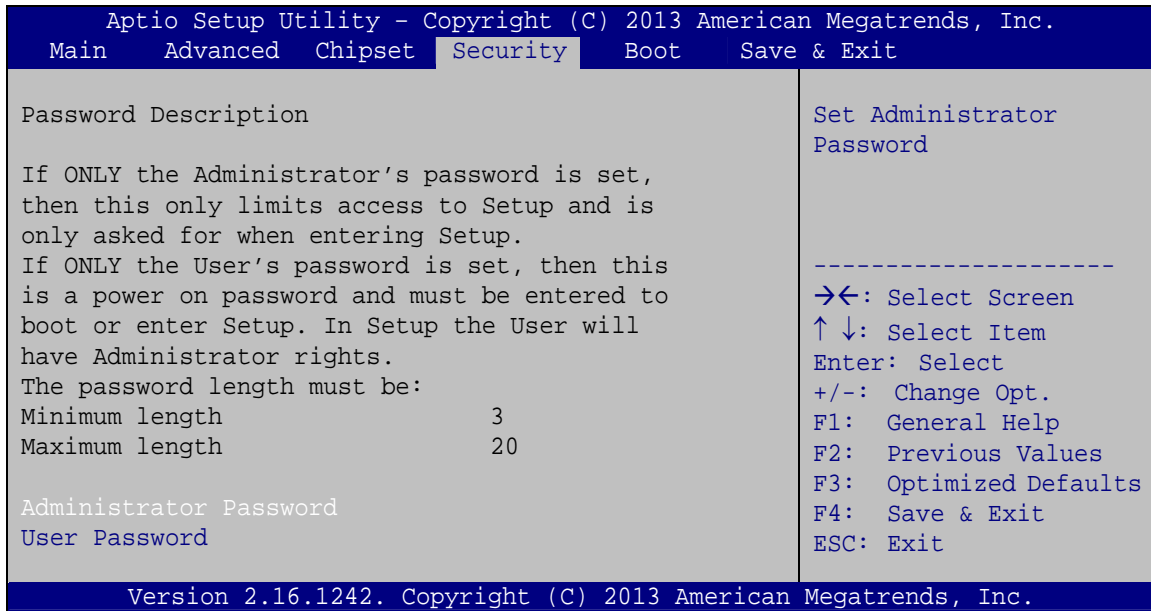 Aptio Setup Utility – Copyright (C) 2013 American Megatrends, Inc.
Main Advanced Chipset Security Boot Save & Exit
Password Description
If ONLY the Administrator’s password is set,
then this only limits access to Setup and is
only asked for when entering Setup.
If ONLY the User’s password is set, then this
is a power on password and must be entered to
boot or enter Setup. In Setup the User will
have Administrator rights.
The password length must be:
Minimum length 3
Maximum length 20
Administrator Password
User Password
Set Administrator
Password
---------------------
→←: Select Screen
↑ ↓: Select Item
Enter: Select
+/-: Change Opt.
F1: General Help
F2: Previous Values
F3: Optimized Defaults
F4: Save & Exit
ESC: Exit
Version 2.16.1242. Copyright (C) 2013 American Megatrends, Inc.